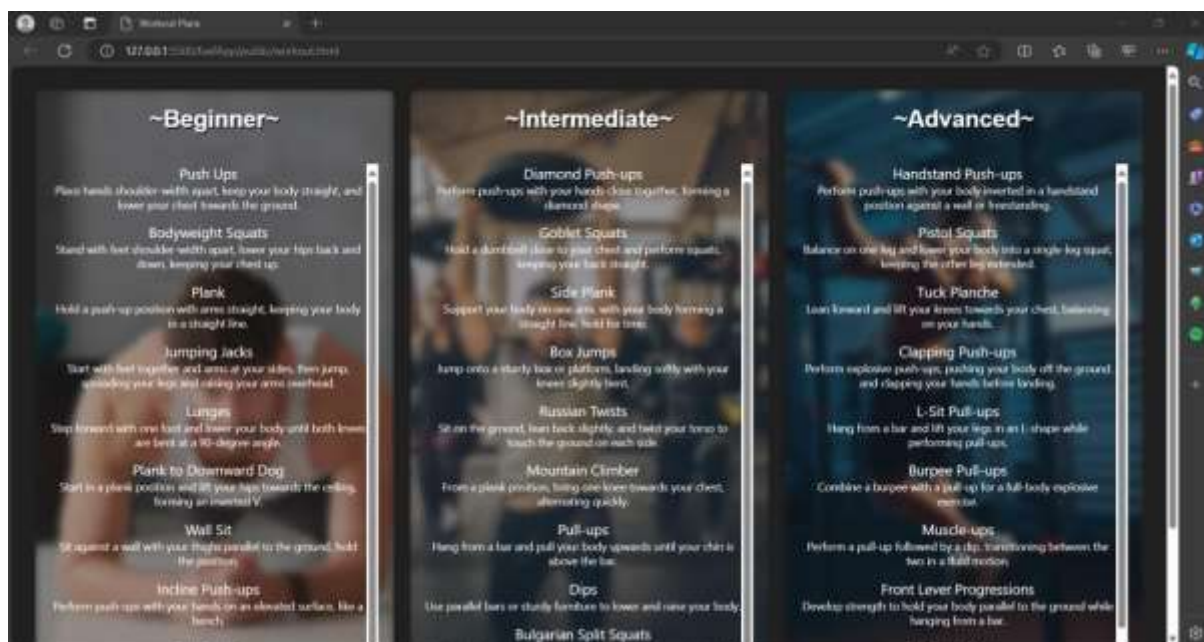 Workout Plans
127.0.0.1
~Beginner~
Push Ups
Place hands shoulder-width apart, keep your body straight, and
lower your chest towards the ground.
Bodyweight Squats
Stand with feet shoulder-width apart, lower your hips back and
down, keeping your chest up.
Plank
Hold a push-up position with arms straight, keeping your body
in a straight line.
Jumping Jacks
Start with feet together and arms at your sides, then jump,
spreading your legs and raising your arms overhead.
Lunges
Step forward with one foot and lower your body until both knees
are bent at a 90-degree angle.
Plank to Downward Dog
Start in a plank position and lift your hips towards the ceiling,
forming an inverted V.
Wall Sit
Sit against a wall with your thighs parallel to the ground, hold
the position.
Incline Push-ups
Perform push-ups with your hands on an elevated surface, like a
bench.
~Intermediate~
Diamond Push-ups
Perform push-ups with your hands close together, forming a
diamond shape.
Goblet Squats
Hold a dumbbell close to your chest and perform squats,
keeping your back straight.
Side Plank
Support your body on one arm, with your body forming a
straight line, hold for time.
Box Jumps
Jump onto a sturdy box or platform, landing softly with your
knees slightly bent.
Russian Twists
Sit on the ground, lean back slightly, and twist your torso to
touch the ground on each side.
Mountain Climber
From a plank position, bring one knee towards your chest,
alternating quickly.
Pull-ups
Hang from a bar and pull your body upwards until your chin is
above the bar.
Dips
Use parallel bars or sturdy furniture to lower and raise your body.
Bulgarian Split Squats
~Advanced~
Handstand Push-ups
Perform push-ups with your body inverted in a handstand
position against a wall or freestanding.
Pistol Squats
Balance on one leg and lower your body into a single-leg squat,
keeping the other leg extended.
Tuck Planche
Lean forward and lift your knees towards your chest, balancing
on your hands.
Clapping Push-ups
Perform explosive push-ups, pushing your body off the ground
and clapping your hands before landing.
L-Sit Pull-ups
Hang from a bar and lift your legs in an L-shape while
performing pull-ups.
Burpee Pull-ups
Combine a burpee with a pull-up for a full-body explosive
exercise.
Muscle-ups
Perform a pull-up followed by a dip, transitioning between the
two in a fluid motion.
Front Lever Progressions
Develop strength to hold your body parallel to the ground while
hanging from a bar.